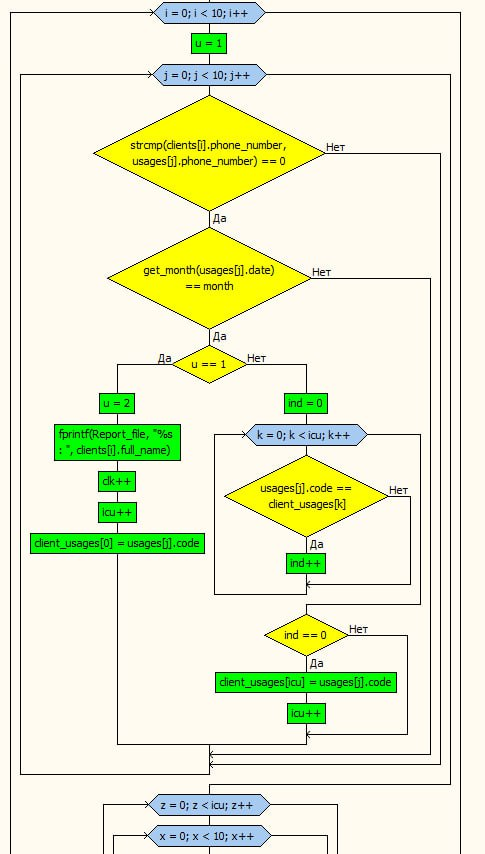 i = 0; i < 10; i++
u = 1
j = 0; j < 10; j++
strcmp(clients[i].phone_number,
usages[j].phone_number) == 0
Нет
Да
get_month(usages[j].date)
== month
Нет
Да
u == 1
Да
Нет
u = 2
fprintf(Report_file, "%s
: ", clients[i].full_name)
clk++
icu++
client_usages[0] = usages[j].code
ind = 0
k = 0; k < icu; k++
usages[j].code ==
client_usages[k]
Нет
Да
ind++
ind == 0
Нет
Да
client_usages[icu] = usages[j].code
icu++
z = 0; z < icu; z++
x = 0; x < 10; x++